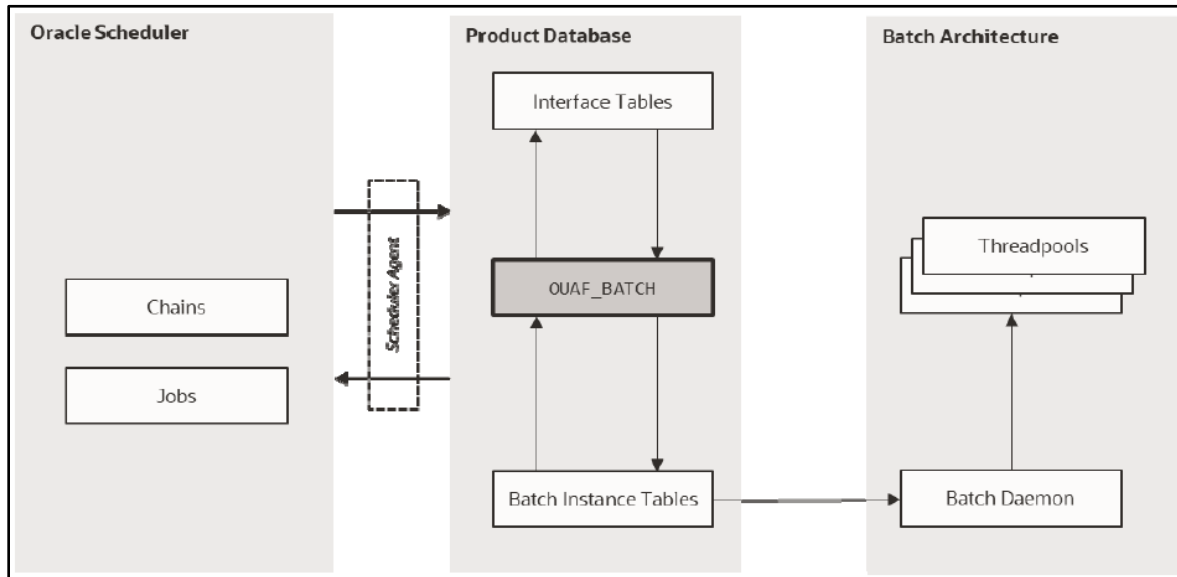 Oracle Scheduler
Product Database
Batch Architecture
Interface Tables
Threadpools
Scheduler Agent
OUAF_BATCH
Chains
Jobs
Batch Instance Tables
Batch Daemon